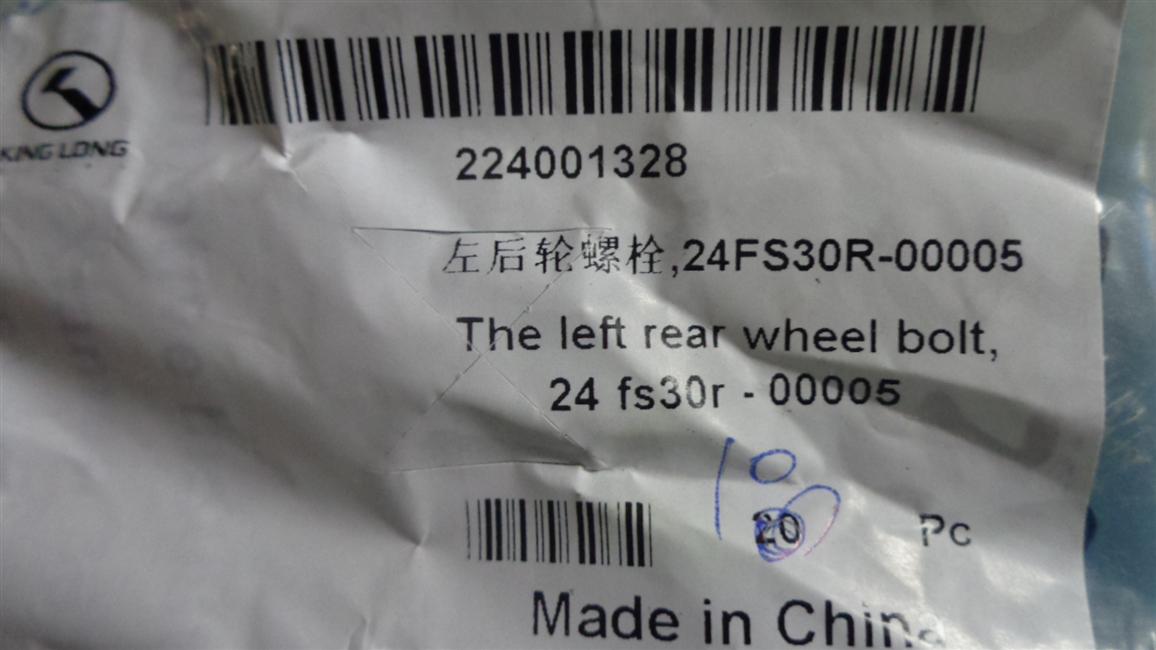 KING LONG
224001328
左后轮螺栓,24FS30R-00005
The left rear wheel bolt,
24 fs30r - 00005
20 Pc
Made in China